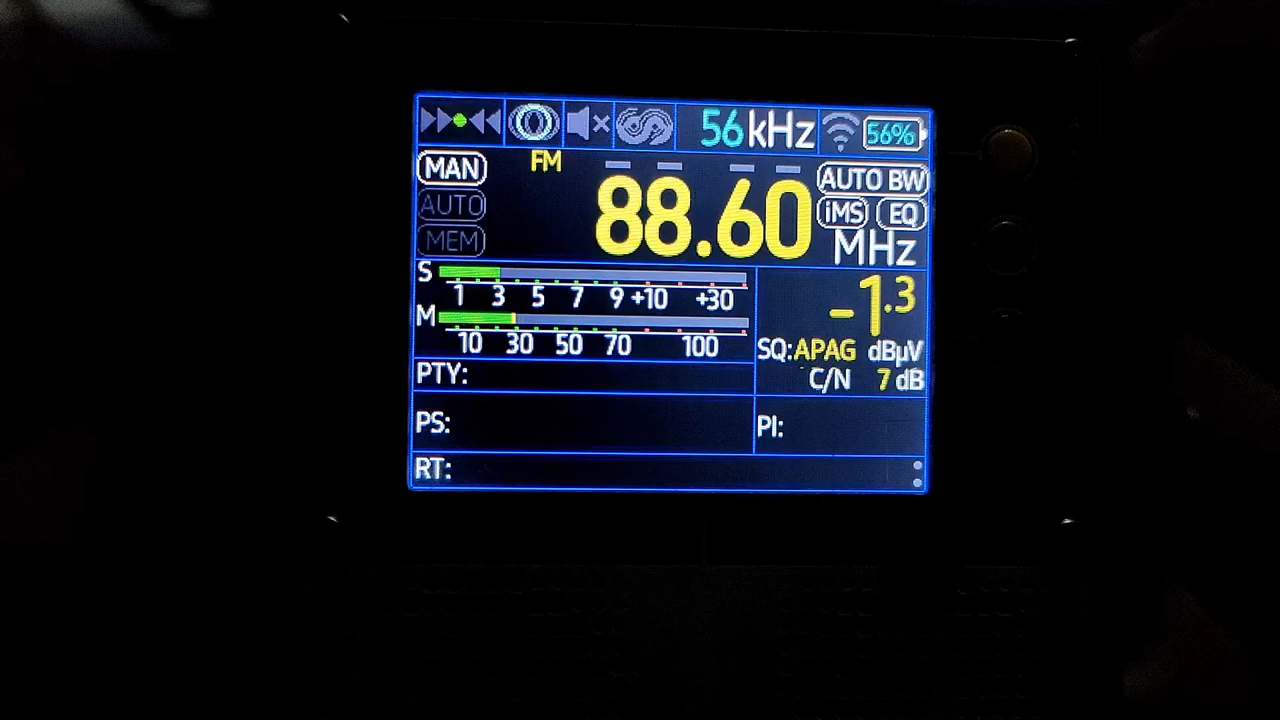 56kHz 56%
MAN FM AUTO BW
AUTO 88.60 iMS EQ
MEM MHz
S
1 3 5 7 9 +10 +30
-1.3
M
10 30 50 70 100
SQ:APAG dBµV
C/N 7 dB
PTY:
PS: PI:
RT: